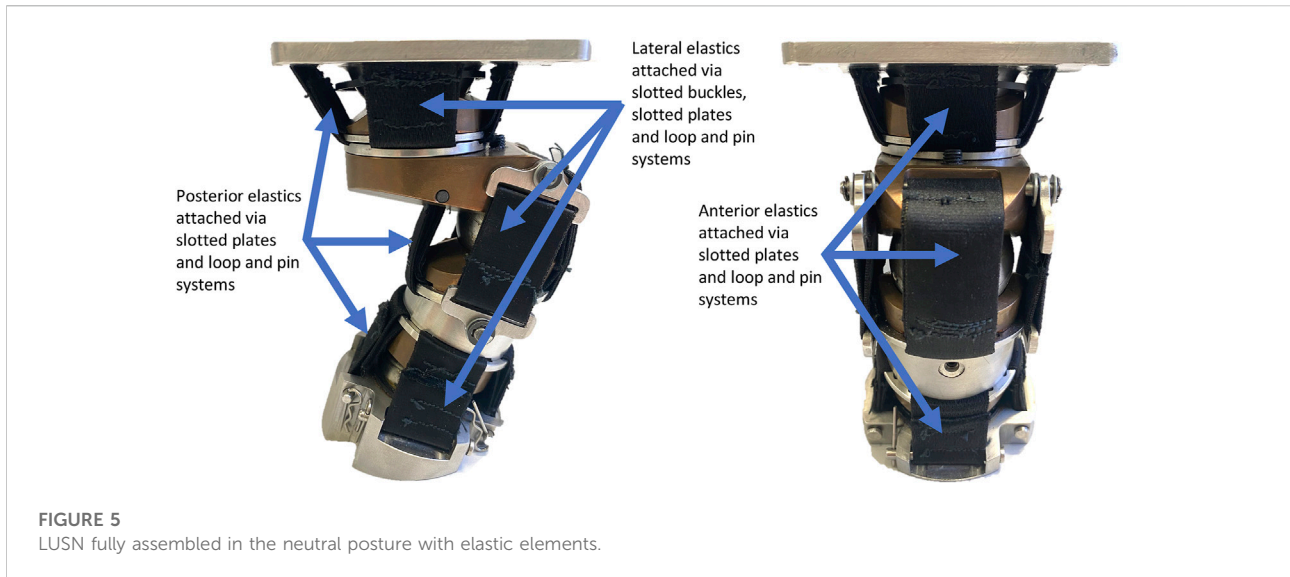 Lateral elastics
attached via
slotted buckles,
slotted plates
and loop and pin
systems
Posterior elastics
attached via
slotted plates
and loop and pin
systems
Anterior elastics
attached via
slotted plates
and loop and pin
systems
FIGURE 5
LUSN fully assembled in the neutral posture with elastic elements.